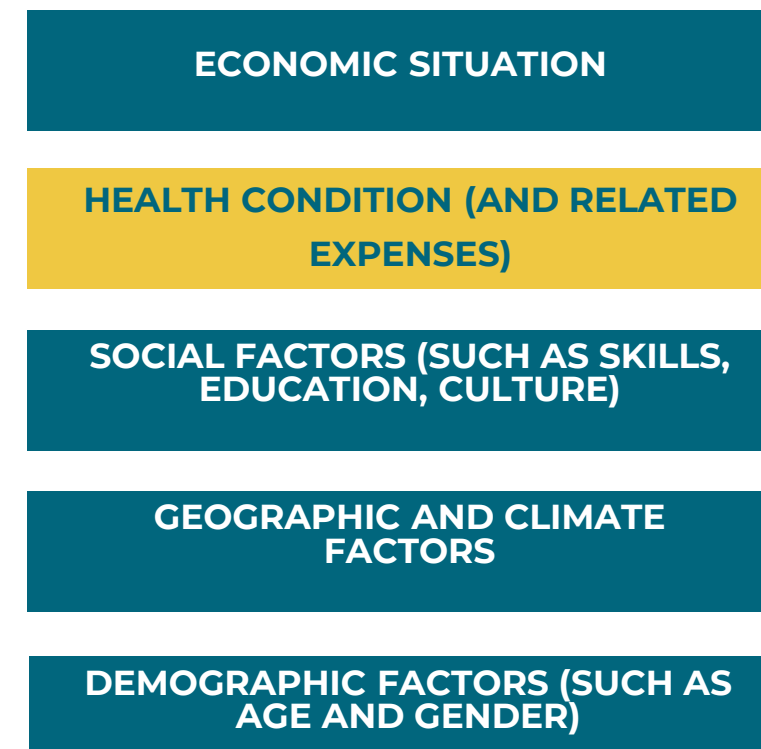 ECONOMIC SITUATION
HEALTH CONDITION (AND RELATED
EXPENSES)
SOCIAL FACTORS (SUCH AS SKILLS,
EDUCATION, CULTURE)
GEOGRAPHIC AND CLIMATE
FACTORS
DEMOGRAPHIC FACTORS (SUCH AS
AGE AND GENDER)